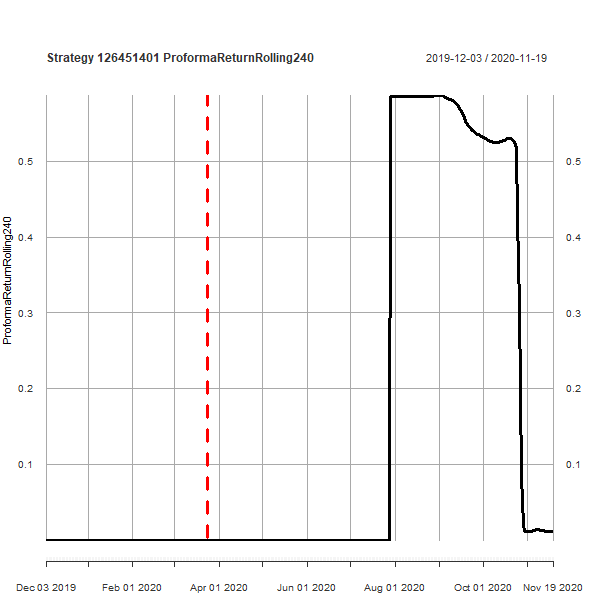 Strategy 126451401 ProformaReturnRolling240
2019-12-03 / 2020-11-19
ProformaReturnRolling240
0.5 0.5
0.4 0.4
0.3 0.3
0.2 0.2
0.1 0.1
Dec 03 2019 Feb 01 2020 Apr 01 2020 Jun 01 2020 Aug 01 2020 Oct 01 2020 Nov 19 2020